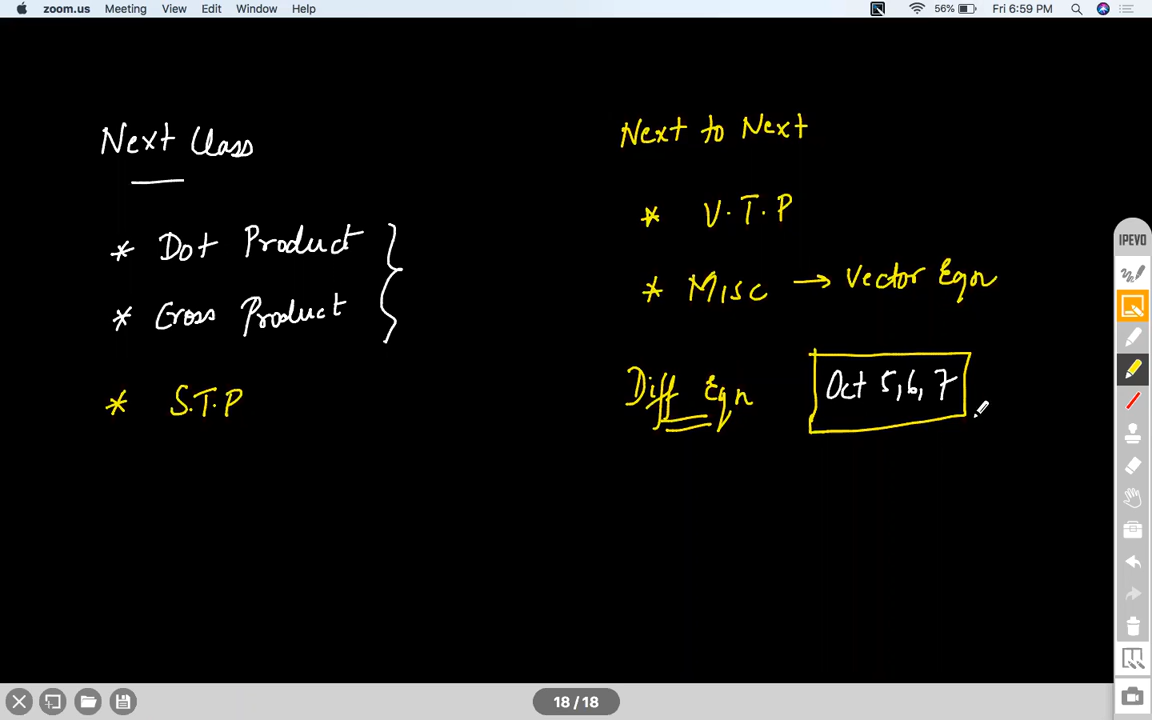 zoom.us Meeting View Edit Window Help 56% Fri 6:59 PM
Next Class
* Dot Product
* Cross Product
* S.T.P
Next to Next
* V.T.P
* Misc → Vector Eqn
Diff Eqn Oct 5,6,7
IPEVO
18/18